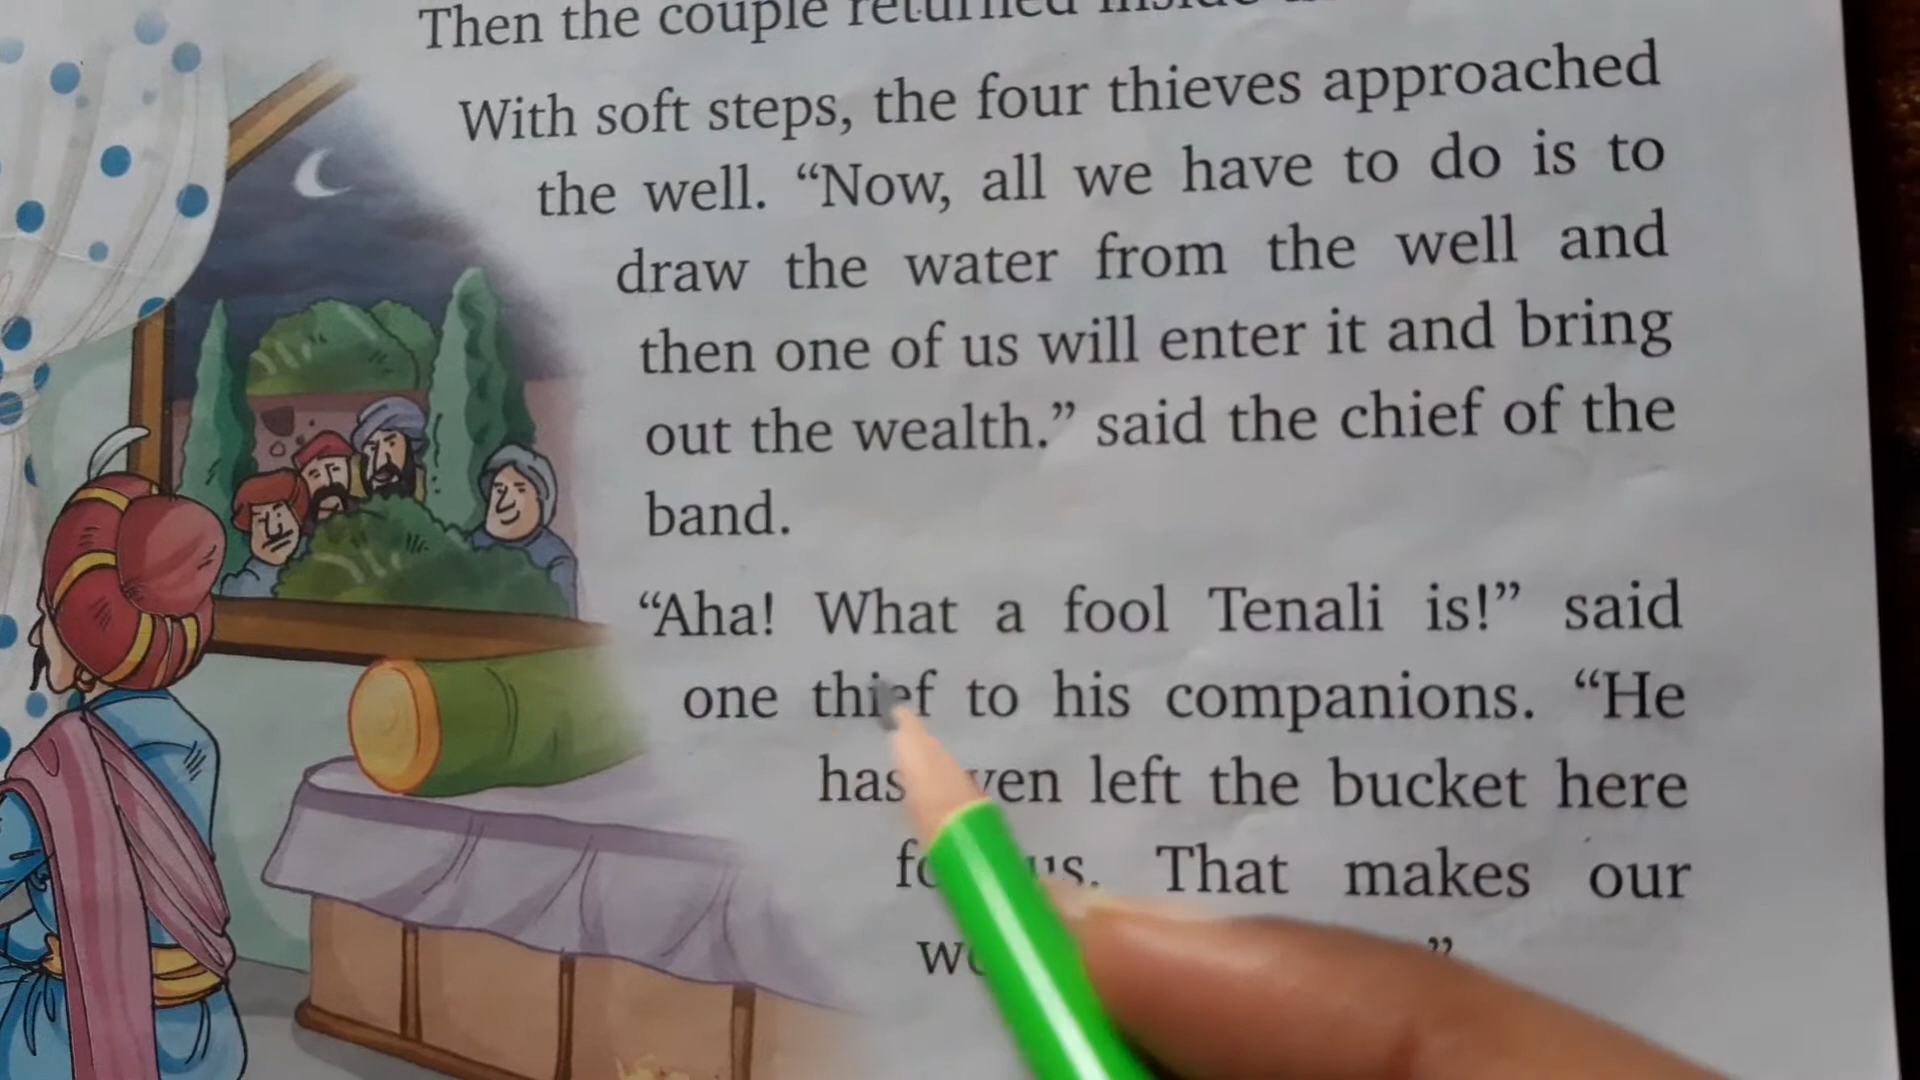 Then the couple returned inside
With soft steps, the four thieves approached
the well. “Now, all we have to do is to
draw the water from the well and
then one of us will enter it and bring
out the wealth.” said the chief of the
band.
“Aha! What a fool Tenali is!” said
one thief to his companions. “He
has even left the bucket here
for us. That makes our
”